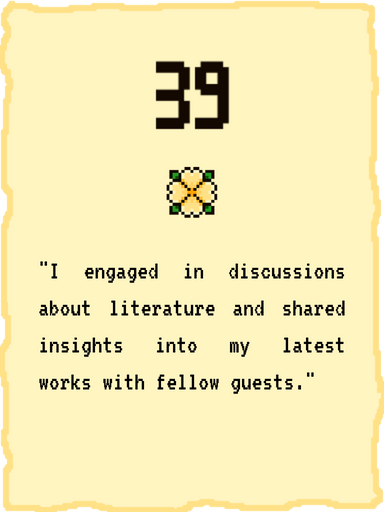 39
"I engaged in discussions
about literature and shared
insights into my latest
works with fellow guests."